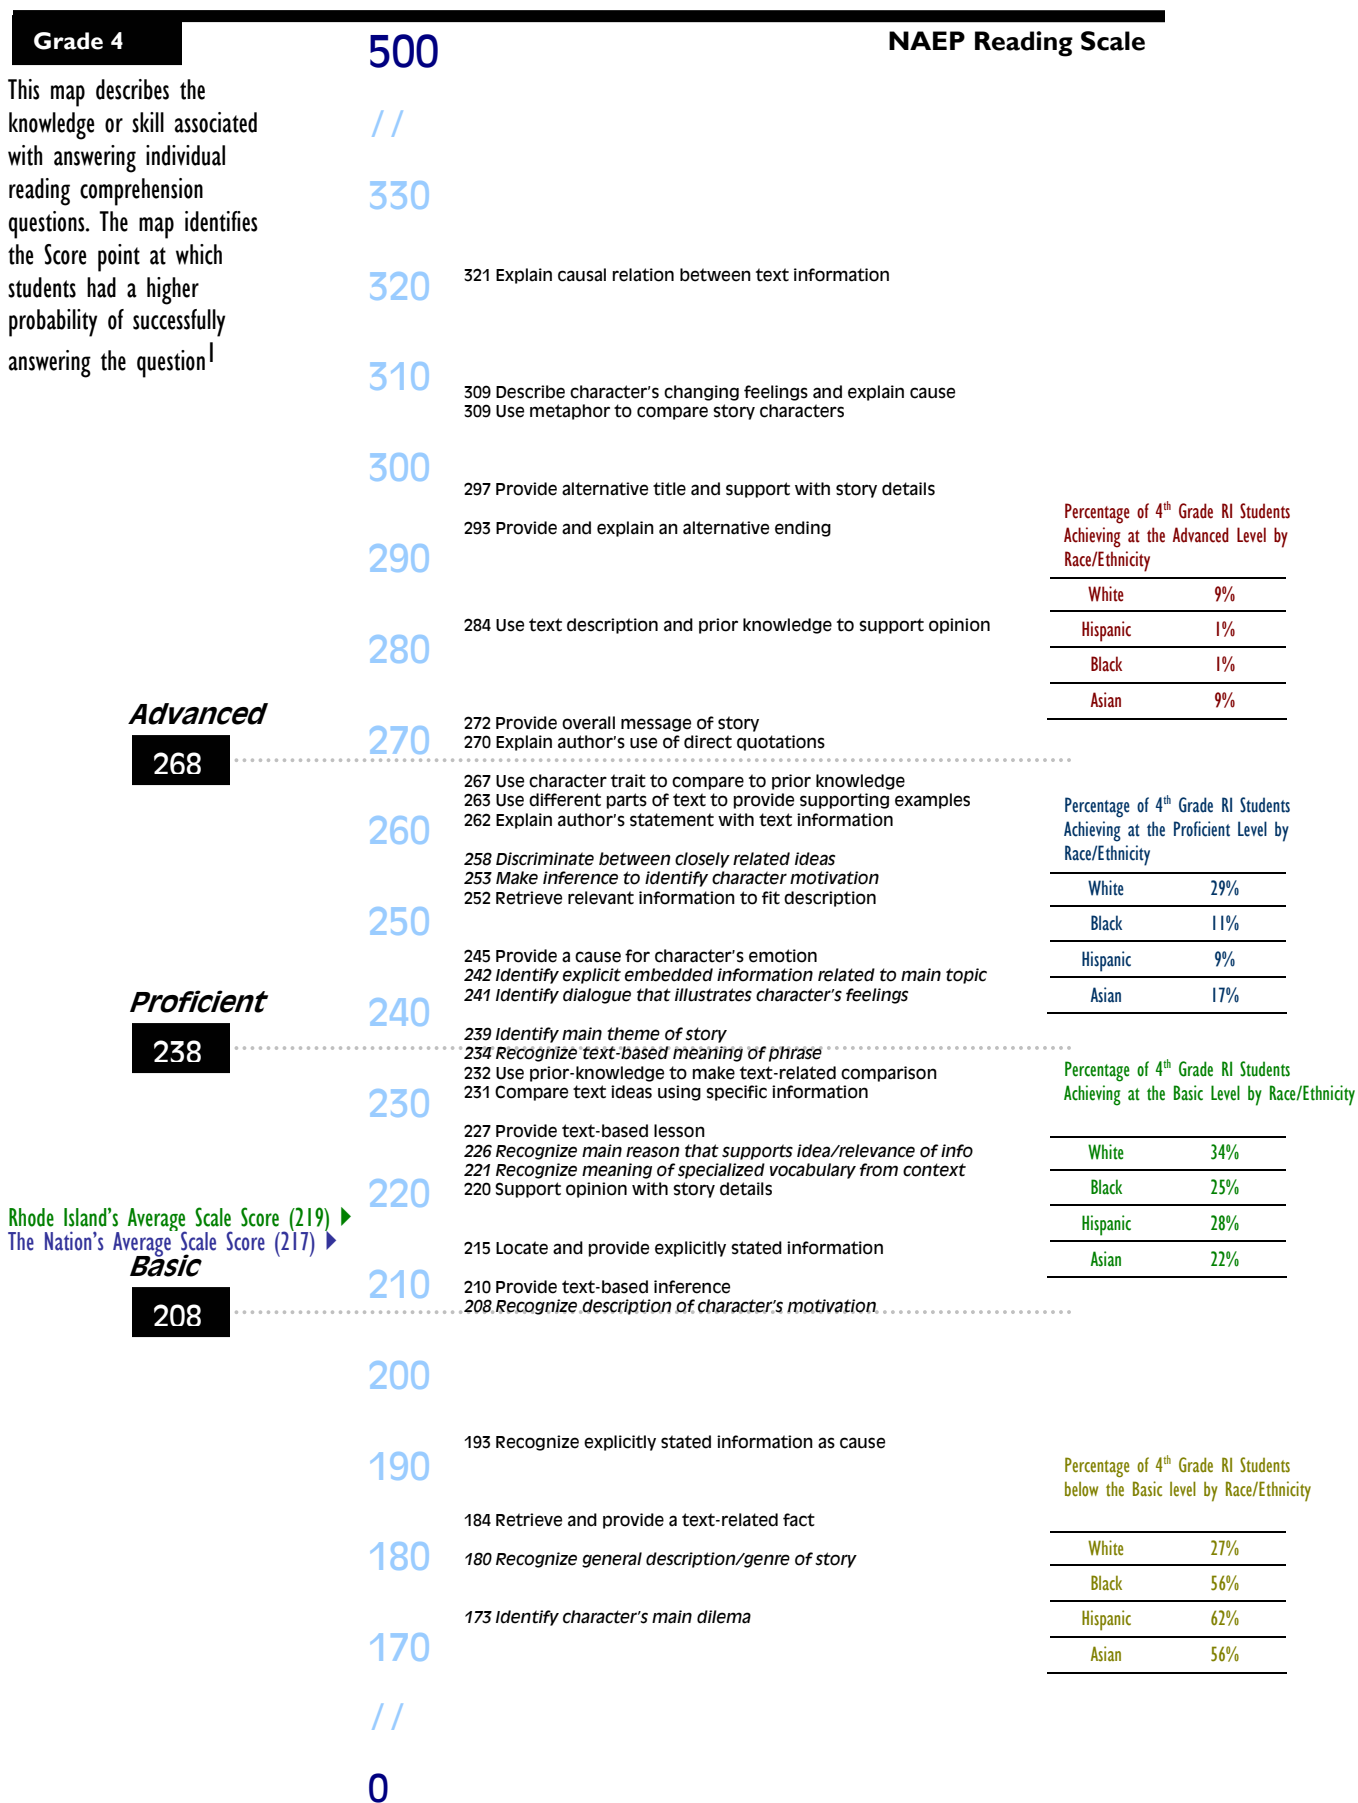 Grade 4
500
NAEP Reading Scale
This map describes the
knowledge or skill associated
with answering individual
reading comprehension
questions. The map identifies
the Score point at which
students had a higher
probability of successfully
answering the question1
//
330
320
321 Explain causal relation between text information
310
309 Describe character's changing feelings and explain cause
309 Use metaphor to compare story characters
300
297 Provide alternative title and support with story details
293 Provide and explain an alternative ending
290
284 Use text description and prior knowledge to support opinion
280
Advanced
268
272 Provide overall message of story
270
270 Explain author's use of direct quotations
267 Use character trait to compare to prior knowledge
263 Use different parts of text to provide supporting examples
260
262 Explain author's statement with text information
258 Discriminate between closely related ideas
253 Make inference to identify character motivation
252 Retrieve relevant information to fit description
250
245 Provide a cause for character's emotion
242 Identify explicit embedded information related to main topic
241 Identify dialogue that illustrates character's feelings
240
Proficient
238
239 Identify main theme of story
234 Recognize text-based meaning of phrase
232 Use prior-knowledge to make text-related comparison
231 Compare text ideas using specific information
230
227 Provide text-based lesson
226 Recognize main reason that supports idea/relevance of info
221 Recognize meaning of specialized vocabulary from context
220 Support opinion with story details
220
Rhode Island's Average Scale Score (219)
The Nation's Average Scale Score (217)
215 Locate and provide explicitly stated information
Basic
208
210
210 Provide text-based inference
208 Recognize description of character's motivation
200
193 Recognize explicitly stated information as cause
190
184 Retrieve and provide a text-related fact
180
180 Recognize general description/genre of story
173 Identify character's main dilema
170
//
0
Percentage of 4th Grade RI Students
Achieving at the Advanced Level by
Race/Ethnicity
White 9%
Hispanic 1%
Black 1%
Asian 9%
Percentage of 4th Grade RI Students
Achieving at the Proficient Level by
Race/Ethnicity
White 29%
Black 11%
Hispanic 9%
Asian 17%
Percentage of 4th Grade RI Students
Achieving at the Basic Level by Race/Ethnicity
White 34%
Black 25%
Hispanic 28%
Asian 22%
Percentage of 4th Grade RI Students
below the Basic level by Race/Ethnicity
White 27%
Black 56%
Hispanic 62%
Asian 56%